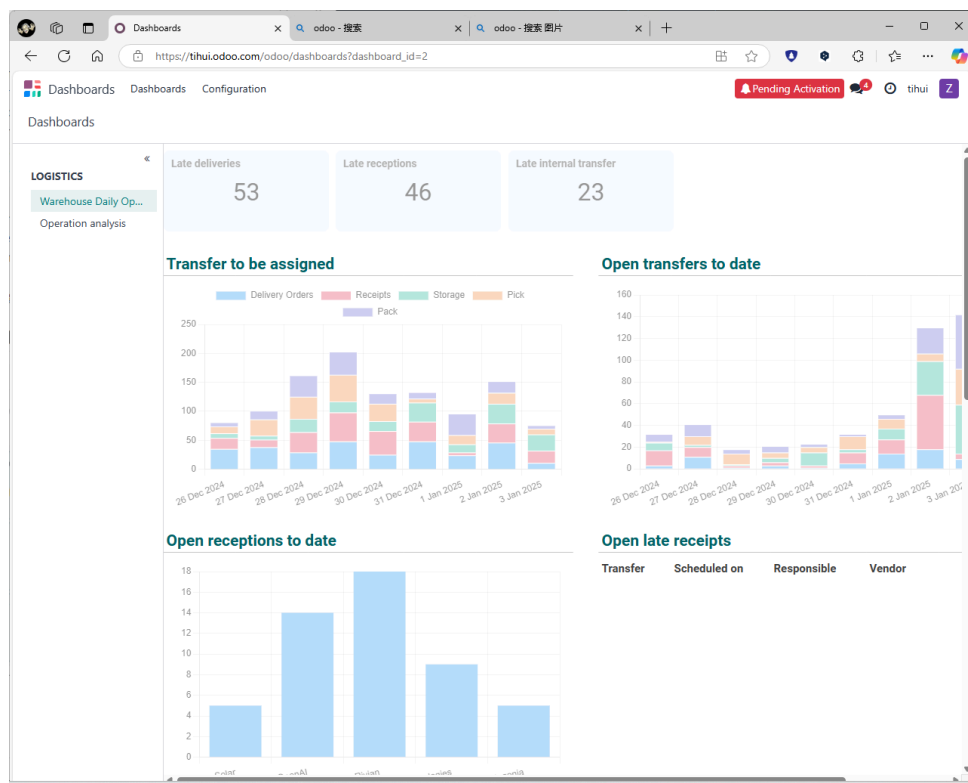 Dashboards
odoo - 搜索
odoo - 搜索 图片
https://tihui.odoo.com/odoo/dashboards?dashboard_id=2
Dashboards Dashboards Configuration
Pending Activation 4 tihui Z
Dashboards
LOGISTICS
Warehouse Daily Op...
Operation analysis
Late deliveries
53
Late receptions
46
Late internal transfer
23
Transfer to be assigned
Delivery Orders Receipts Storage Pick
Pack
250
200
150
100
50
0
26 Dec 2024 27 Dec 2024 28 Dec 2024 29 Dec 2024 30 Dec 2024 31 Dec 2024 1 Jan 2025 2 Jan 2025 3 Jan 2025
Open transfers to date
160
140
120
100
80
60
40
20
0
26 Dec 2024 27 Dec 2024 28 Dec 2024 29 Dec 2024 30 Dec 2024 31 Dec 2024 1 Jan 2025 2 Jan 2025 3 Jan 202
Open receptions to date
18
16
14
12
10
8
6
4
2
0
Open late receipts
Transfer Scheduled on Responsible Vendor